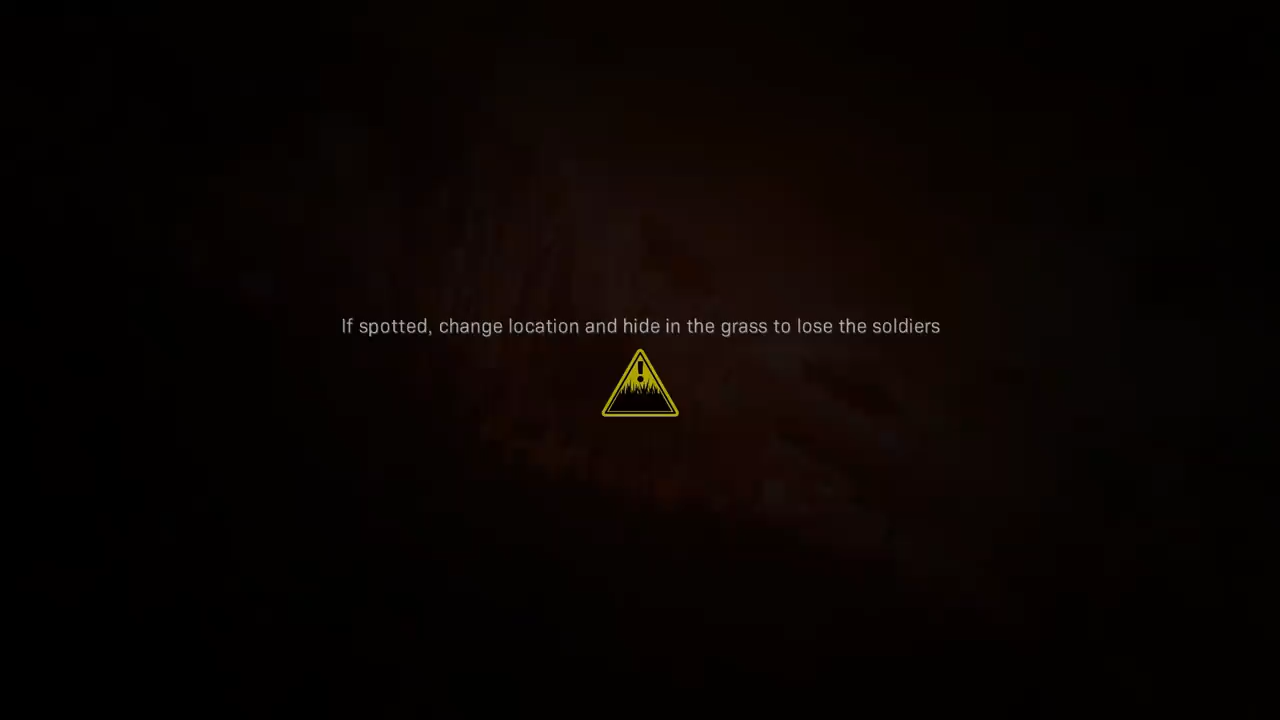 If spotted, change location and hide in the grass to lose the soldiers